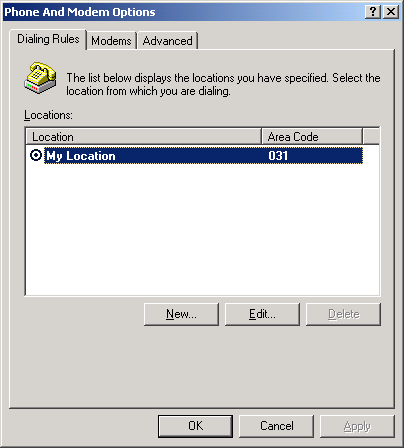 Phone And Modem Options
Dialing Rules Modems Advanced
The list below displays the locations you have specified. Select the
location from which you are dialing.
Locations:
Location Area Code
My Location 031
New... Edit... Delete
OK Cancel Apply